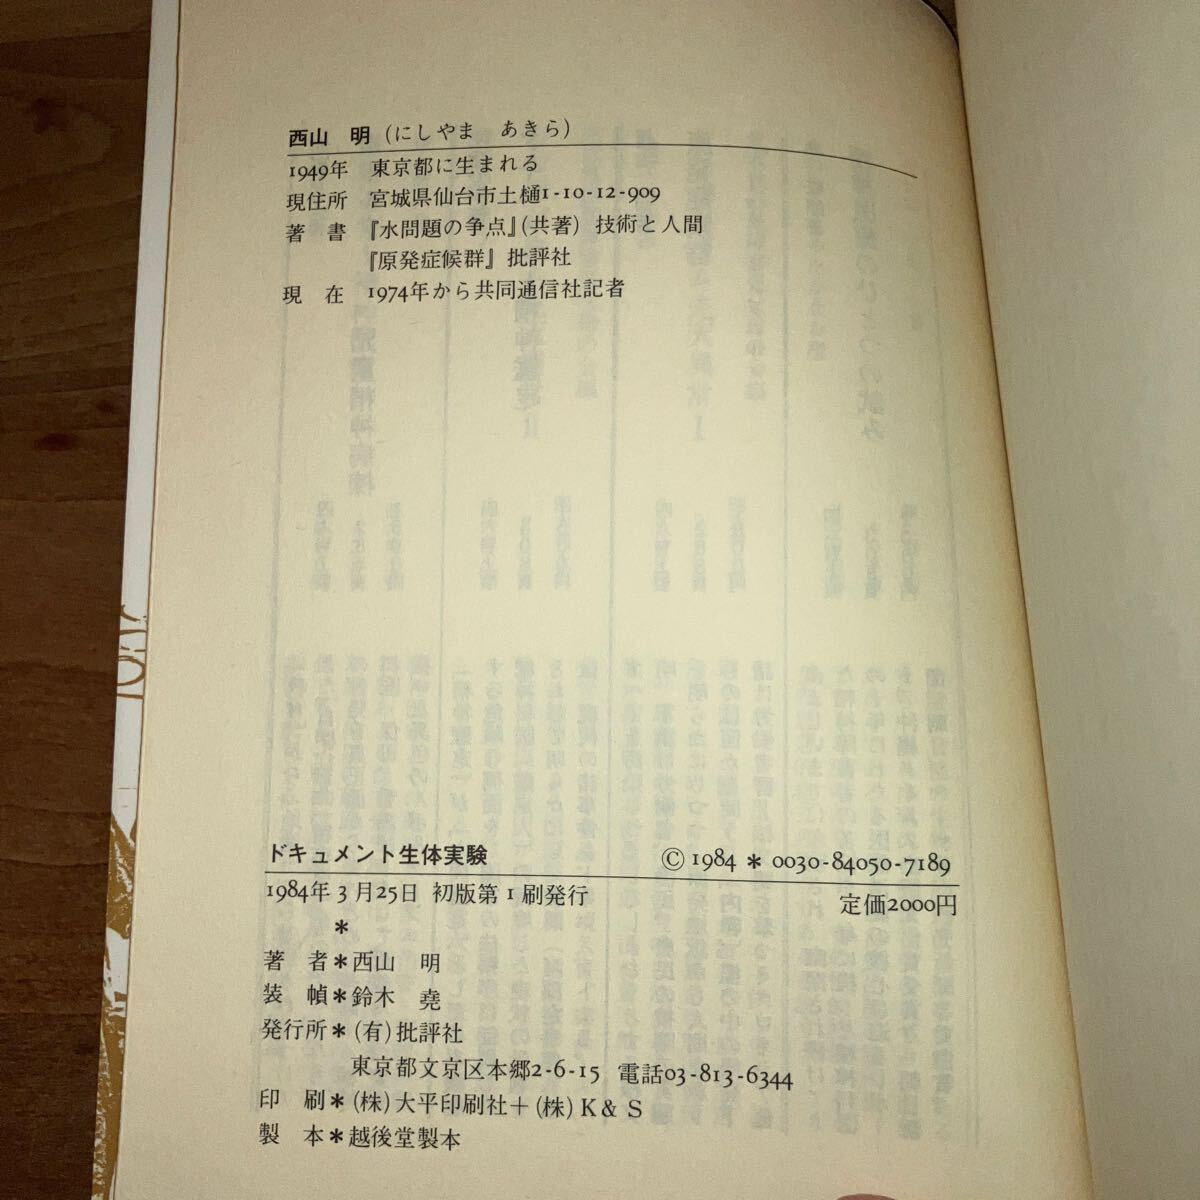 西山　明（にしやま　あきら）
1949年　東京都に生まれる
現住所　宮城県仙台市土樋1-10-12-909
著　書　『水問題の争点』（共著）技術と人間
『原発症候群』批評社
現　在　1974年から共同通信社記者
ドキュメント生体実験　© 1984 * 0030-84050-7189
1984年3月25日　初版第1刷発行　定価2000円
*
著　者*西山　明
装　幀*鈴木　堯
発行所*（有）批評社
東京都文京区本郷2-6-15　電話03-813-6344
印　刷*（株）大平印刷社＋（株）K & S
製　本*越後堂製本